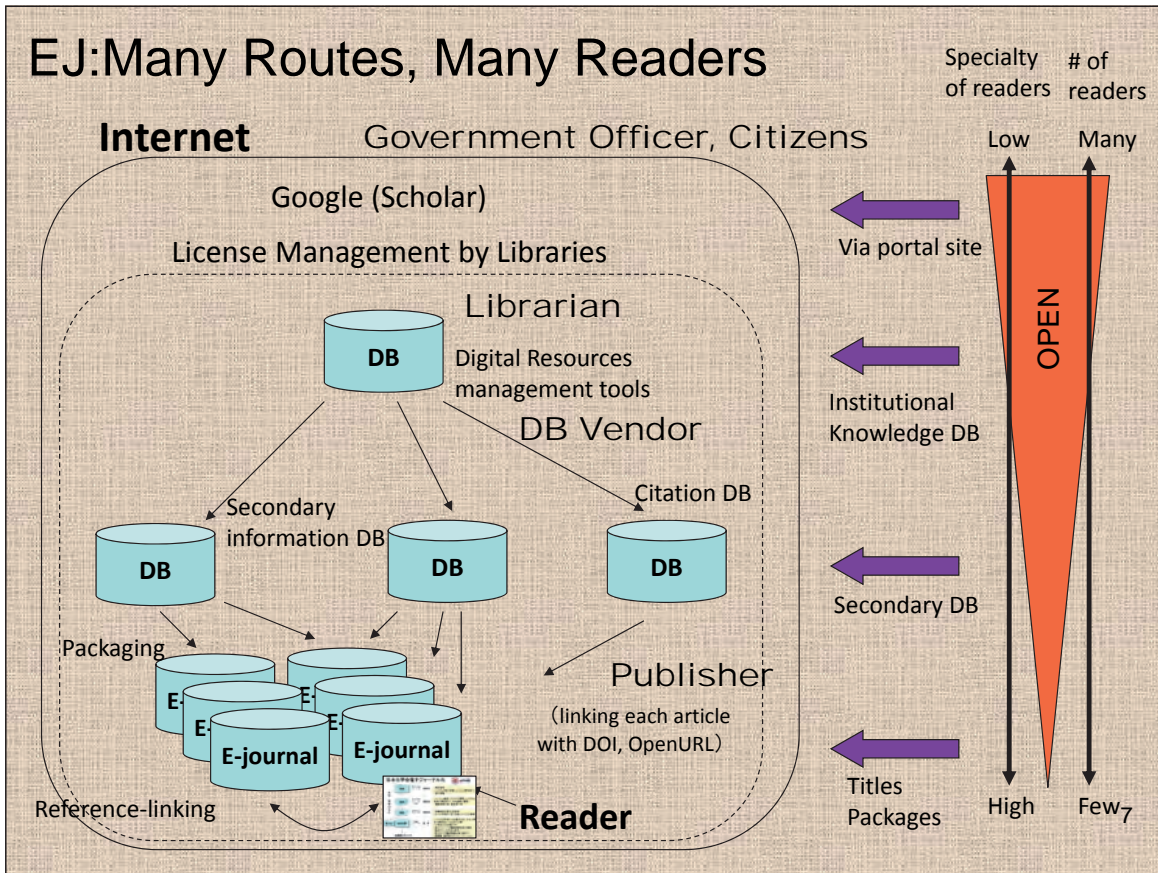 EJ:Many Routes, Many Readers
Specialty
of readers
# of
readers
Internet
Government Officer, Citizens
Low
Many
Google (Scholar)
Via portal site
License Management by Libraries
Librarian
DB
Digital Resources
management tools
OPEN
Institutional
Knowledge DB
DB Vendor
Secondary
information DB
Citation DB
DB
DB
DB
Secondary DB
Packaging
Publisher
(linking each article
with DOI, OpenURL)
E-
E-
E-
E-
E-journal
E-journal
Titles
Packages
Reference-linking
Reader
High
Few
7